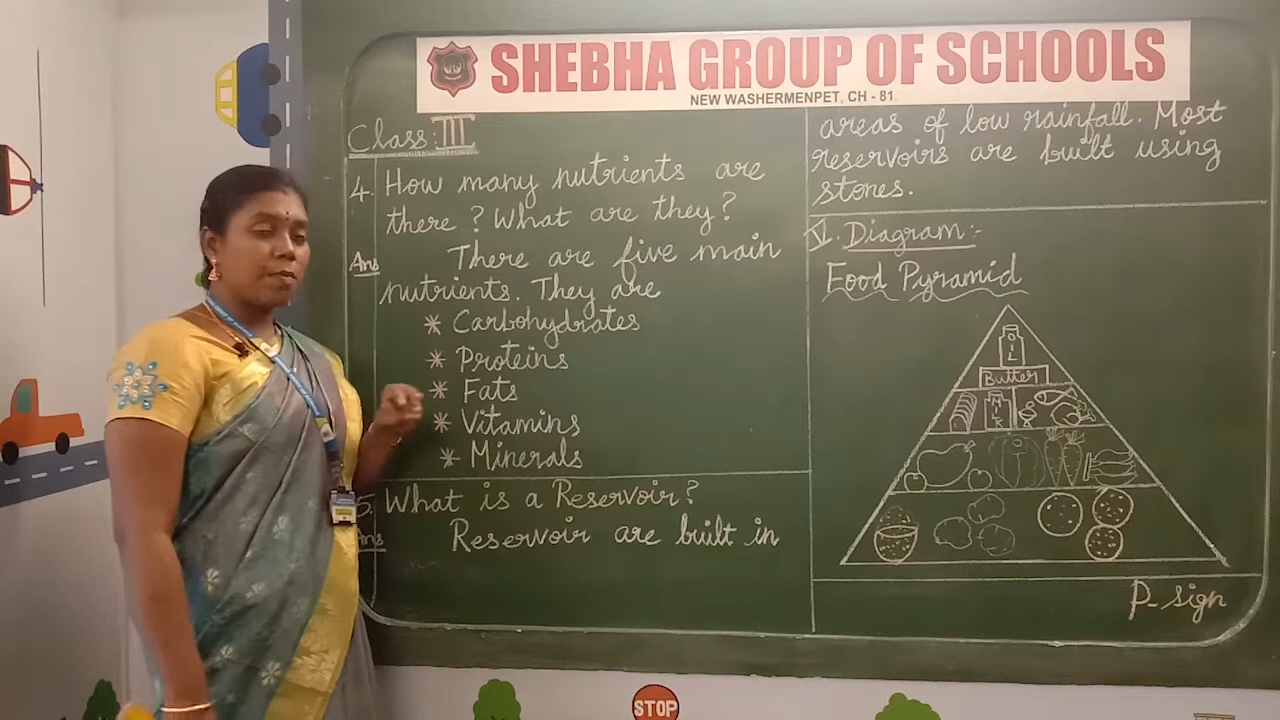 SHEBHA GROUP OF SCHOOLS
NEW WASHERMENPET, CH - 81.
Class: III
4. How many nutrients are
there? What are they?
Ans There are five main
nutrients. They are
* Carbohydrates
* Proteins
* Fats
* Vitamins
* Minerals
5. What is a Reservoir?
Ans Reservoir are built in
areas of low rainfall. Most
reservoirs are built using
stones.
V. Diagram:-
Food Pyramid
OIL
Butter
MILK
P-sign
STOP